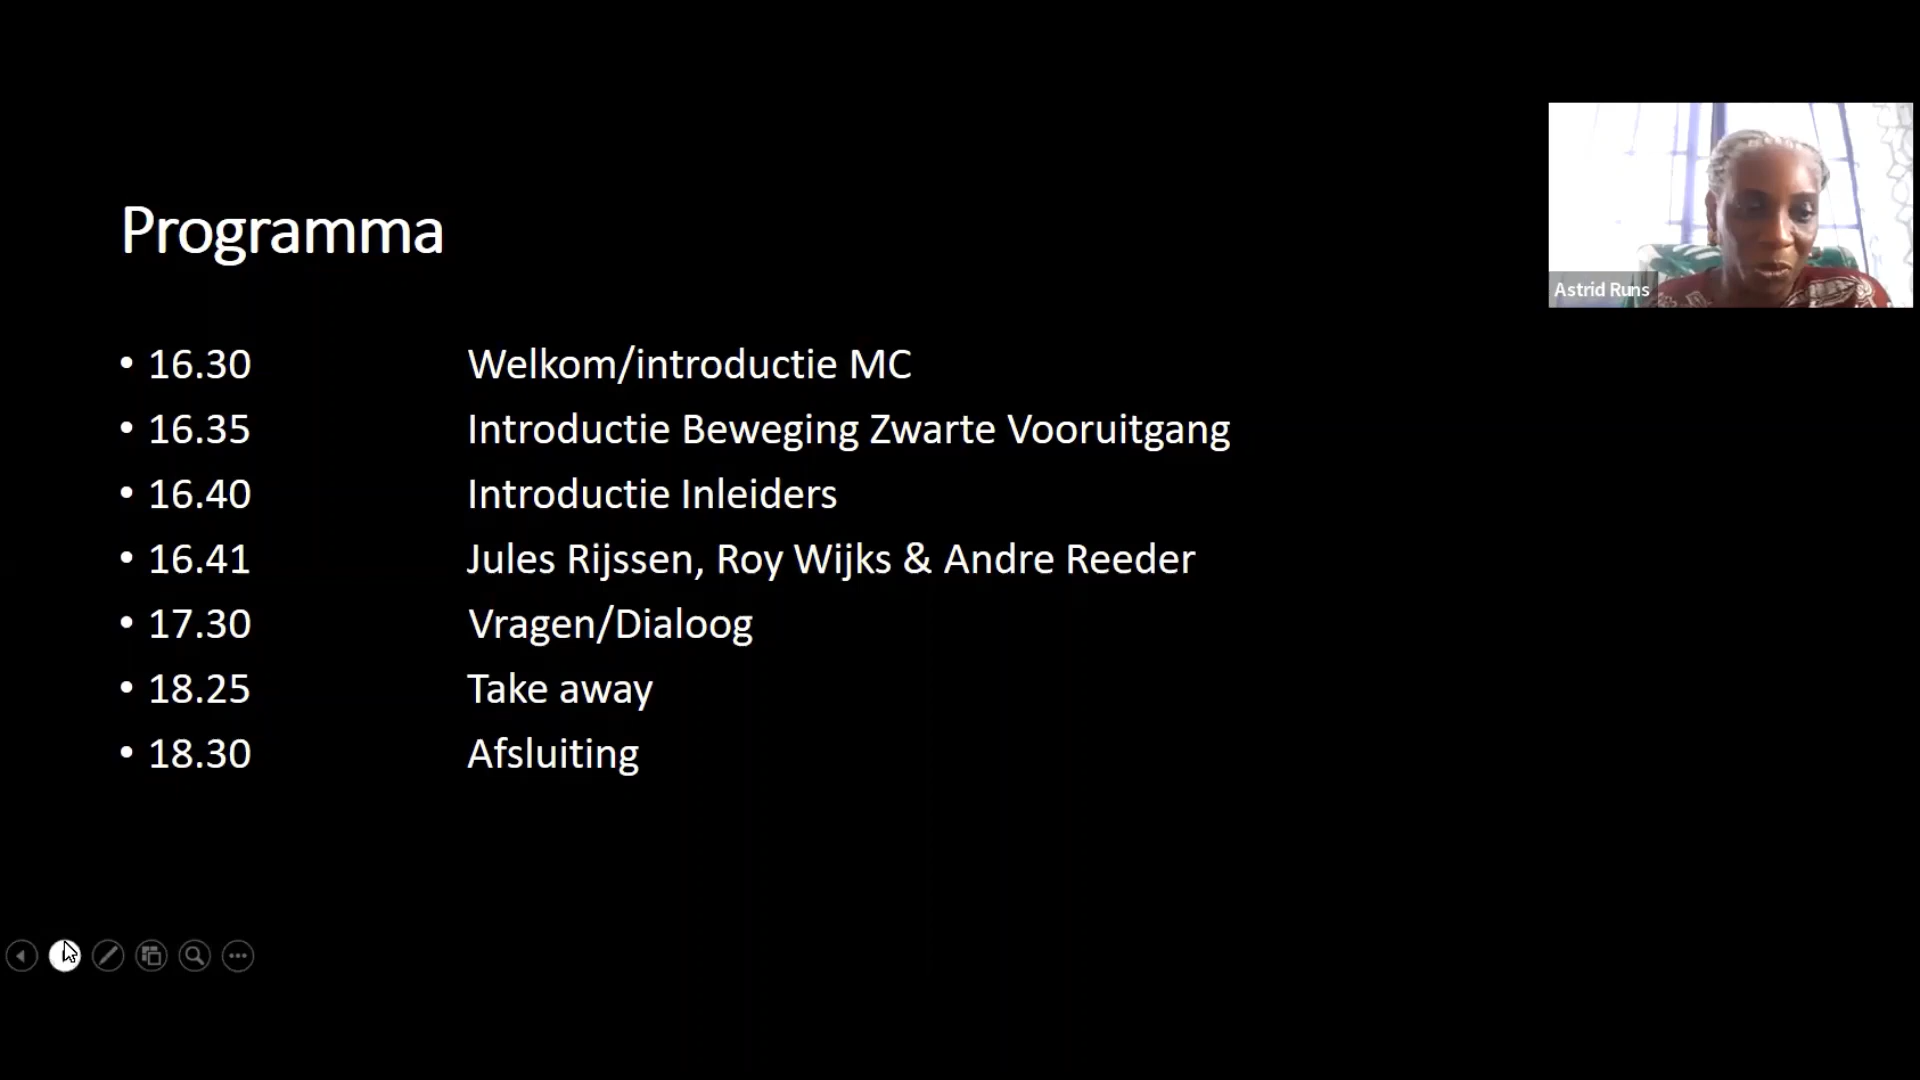 Programma
Astrid Runs
• 16.30 Welkom/introductie MC
• 16.35 Introductie Beweging Zwarte Vooruitgang
• 16.40 Introductie Inleiders
• 16.41 Jules Rijssen, Roy Wijks & Andre Reeder
• 17.30 Vragen/Dialoog
• 18.25 Take away
• 18.30 Afsluiting